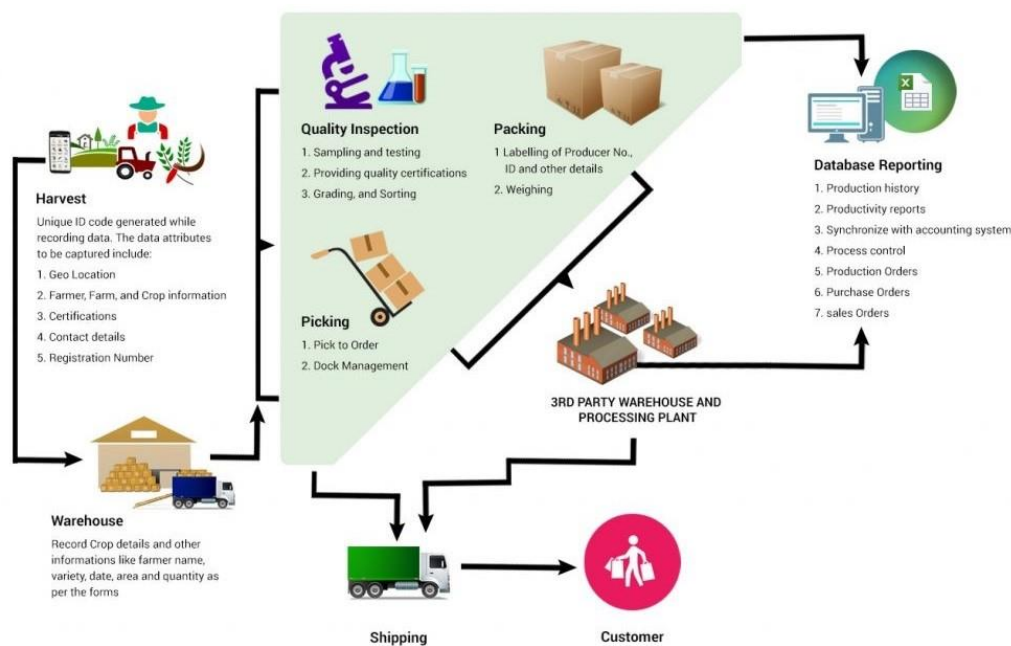 Harvest
Unique ID code generated while
recording data. The data attributes
to be captured include:
1. Geo Location
2. Farmer, Farm, and Crop information
3. Certifications
4. Contact details
5. Registration Number
Warehouse
Record Crop details and other
informations like farmer name,
variety, date, area and quantity as
per the forms
Quality Inspection
1. Sampling and testing
2. Providing quality certifications
3. Grading, and Sorting
Packing
1 Labelling of Producer No.,
ID and other details
2. Weighing
Picking
1. Pick to Order
2. Dock Management
3RD PARTY WAREHOUSE AND
PROCESSING PLANT
Database Reporting
1. Production history
2. Productivity reports
3. Synchronize with accounting system
4. Process control
5. Production Orders
6. Purchase Orders
7. sales Orders
Shipping
Customer